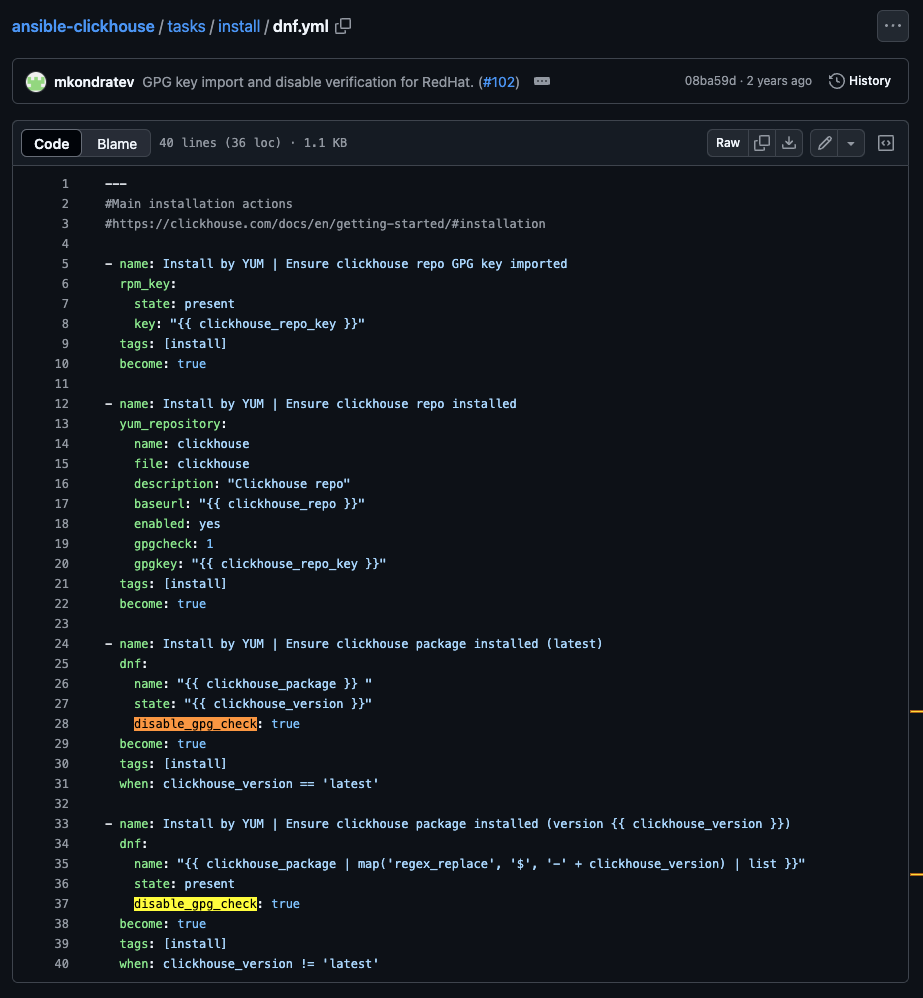 ansible-clickhouse / tasks / install / dnf.yml
mkondratev GPG key import and disable verification for RedHat. (#102) 08ba59d · 2 years ago History
Code Blame 40 lines (36 loc) · 1.1 KB Raw
1 ---
2 #Main installation actions
3 #https://clickhouse.com/docs/en/getting-started/#installation
4
5 - name: Install by YUM | Ensure clickhouse repo GPG key imported
6   rpm_key:
7     state: present
8     key: "{{ clickhouse_repo_key }}"
9   tags: [install]
10   become: true
11
12 - name: Install by YUM | Ensure clickhouse repo installed
13   yum_repository:
14     name: clickhouse
15     file: clickhouse
16     description: "Clickhouse repo"
17     baseurl: "{{ clickhouse_repo }}"
18     enabled: yes
19     gpgcheck: 1
20     gpgkey: "{{ clickhouse_repo_key }}"
21   tags: [install]
22   become: true
23
24 - name: Install by YUM | Ensure clickhouse package installed (latest)
25   dnf:
26     name: "{{ clickhouse_package }} "
27     state: "{{ clickhouse_version }}"
28     disable_gpg_check: true
29   become: true
30   tags: [install]
31   when: clickhouse_version == 'latest'
32
33 - name: Install by YUM | Ensure clickhouse package installed (version {{ clickhouse_version }})
34   dnf:
35     name: "{{ clickhouse_package | map('regex_replace', '$', '-' + clickhouse_version) | list }}"
36     state: present
37     disable_gpg_check: true
38   become: true
39   tags: [install]
40   when: clickhouse_version != 'latest'